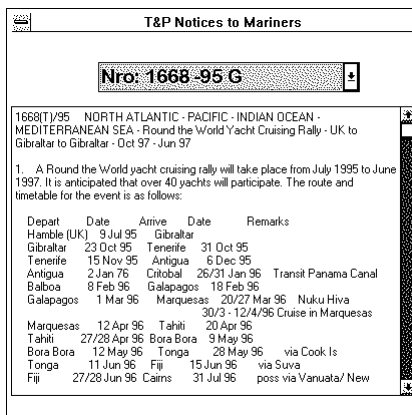 T&P Notices to Mariners
Nro: 1668-95 G
1668(T)/95 NORTH ATLANTIC - PACIFIC - INDIAN OCEAN -
MEDITERRANEAN SEA - Round the World Yacht Cruising Rally - UK to
Gibraltar to Gibraltar - Oct 97 - Jun 97
1. A Round the World yacht cruising rally will take place from July 1995 to June
1997. It is anticipated that over 40 yachts will participate. The route and
timetable for the event is as follows:
Depart Date Arrive Date Remarks
Hamble (UK) 9 Jul 95 Gibraltar
Gibraltar 23 Oct 95 Tenerife 31 Oct 95
Tenerife 15 Nov 95 Antigua 6 Dec 95
Antigua 2 Jan 76 Critobal 26/31 Jan 96 Transit Panama Canal
Balboa 8 Feb 96 Galapagos 18 Feb 96
Galapagos 1 Mar 96 Marquesas 20/27 Mar 96 Nuku Hiva
30/3 - 12/4/96 Cruise in Marquesas
Marquesas 12 Apr 96 Tahiti 20 Apr 96
Tahiti 27/28 Apr 96 Bora Bora 9 May 96
Bora Bora 12 May 96 Tonga 28 May 96 via Cook Is
Tonga 11 Jun 96 Fiji 15 Jun 96 via Suva
Fiji 27/28 Jun 96 Cairns 31 Jul 96 poss via Vanuata/ New